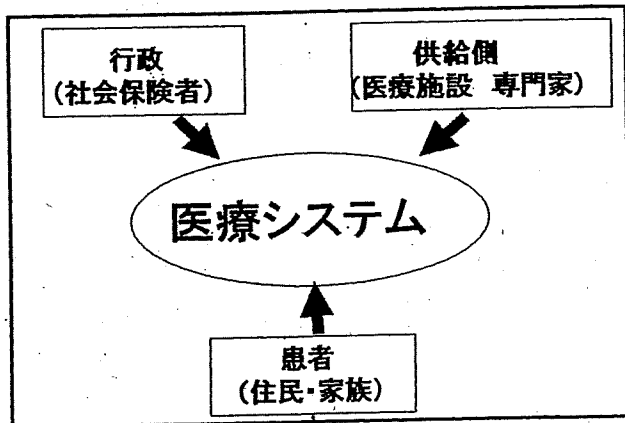 行政
(社会保険者)
供給側
(医療施設 専門家)
医療システム
患者
(住民・家族)